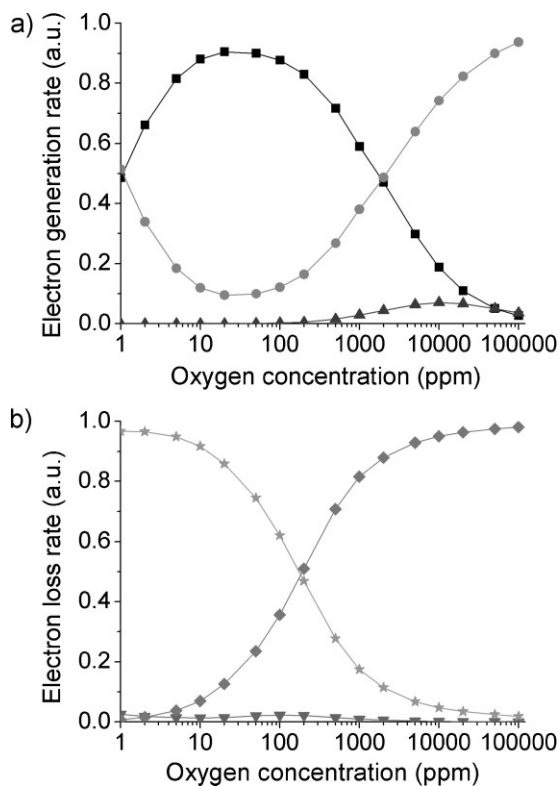 a)
Electron generation rate (a.u.)
1.0
0.8
0.6
0.4
0.2
0.0
1 10 100 1000 10000 100000
Oxygen concentration (ppm)
b)
Electron loss rate (a.u.)
1.0
0.8
0.6
0.4
0.2
0.0
1 10 100 1000 10000 100000
Oxygen concentration (ppm)